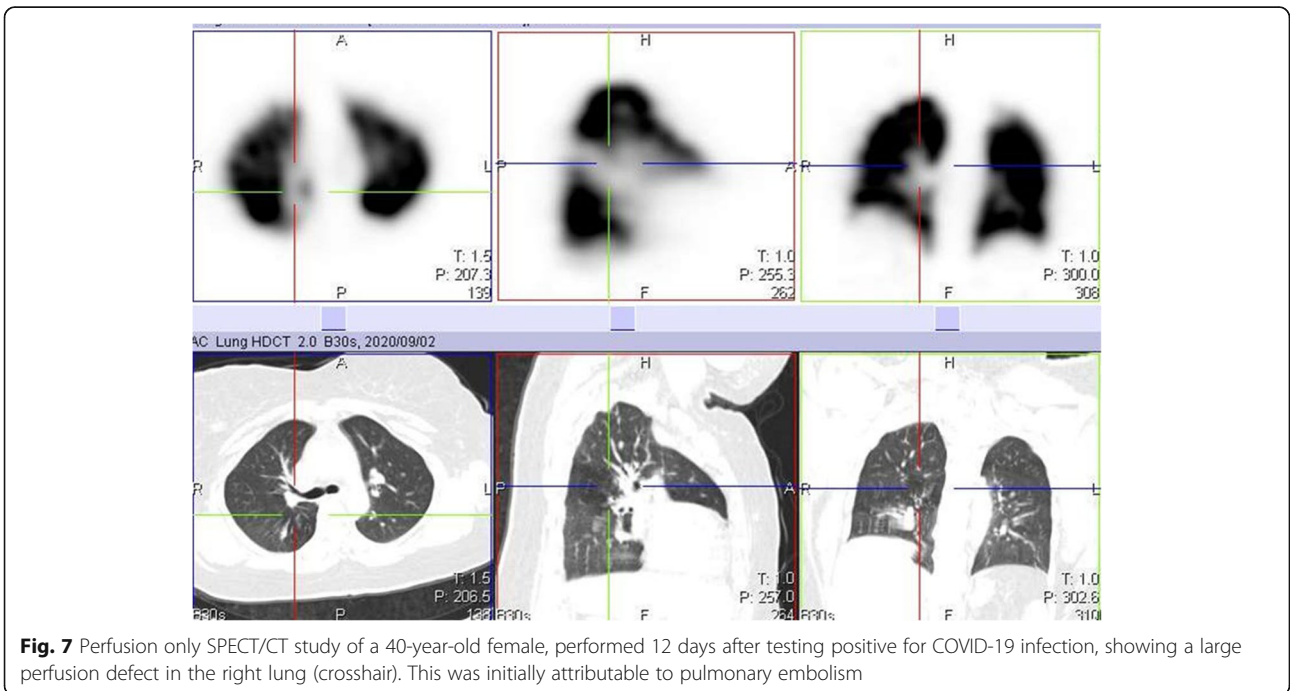 A H H
R L P A R L
T: 1.5 T: 1.0 T: 1.0
P: 207.3 P: 255.3 P: 300.0
P 139 F 262 F 308
AC Lung HDCT 2.0 B30s, 2020/09/02
A H H
R L P A R L
T: 1.5 T: 1.0 T: 1.0
P: 206.5 P: 257.0 P: 302.6
B30s P 138 B30s F 264 B30s F 310
Fig. 7 Perfusion only SPECT/CT study of a 40-year-old female, performed 12 days after testing positive for COVID-19 infection, showing a large
perfusion defect in the right lung (crosshair). This was initially attributable to pulmonary embolism